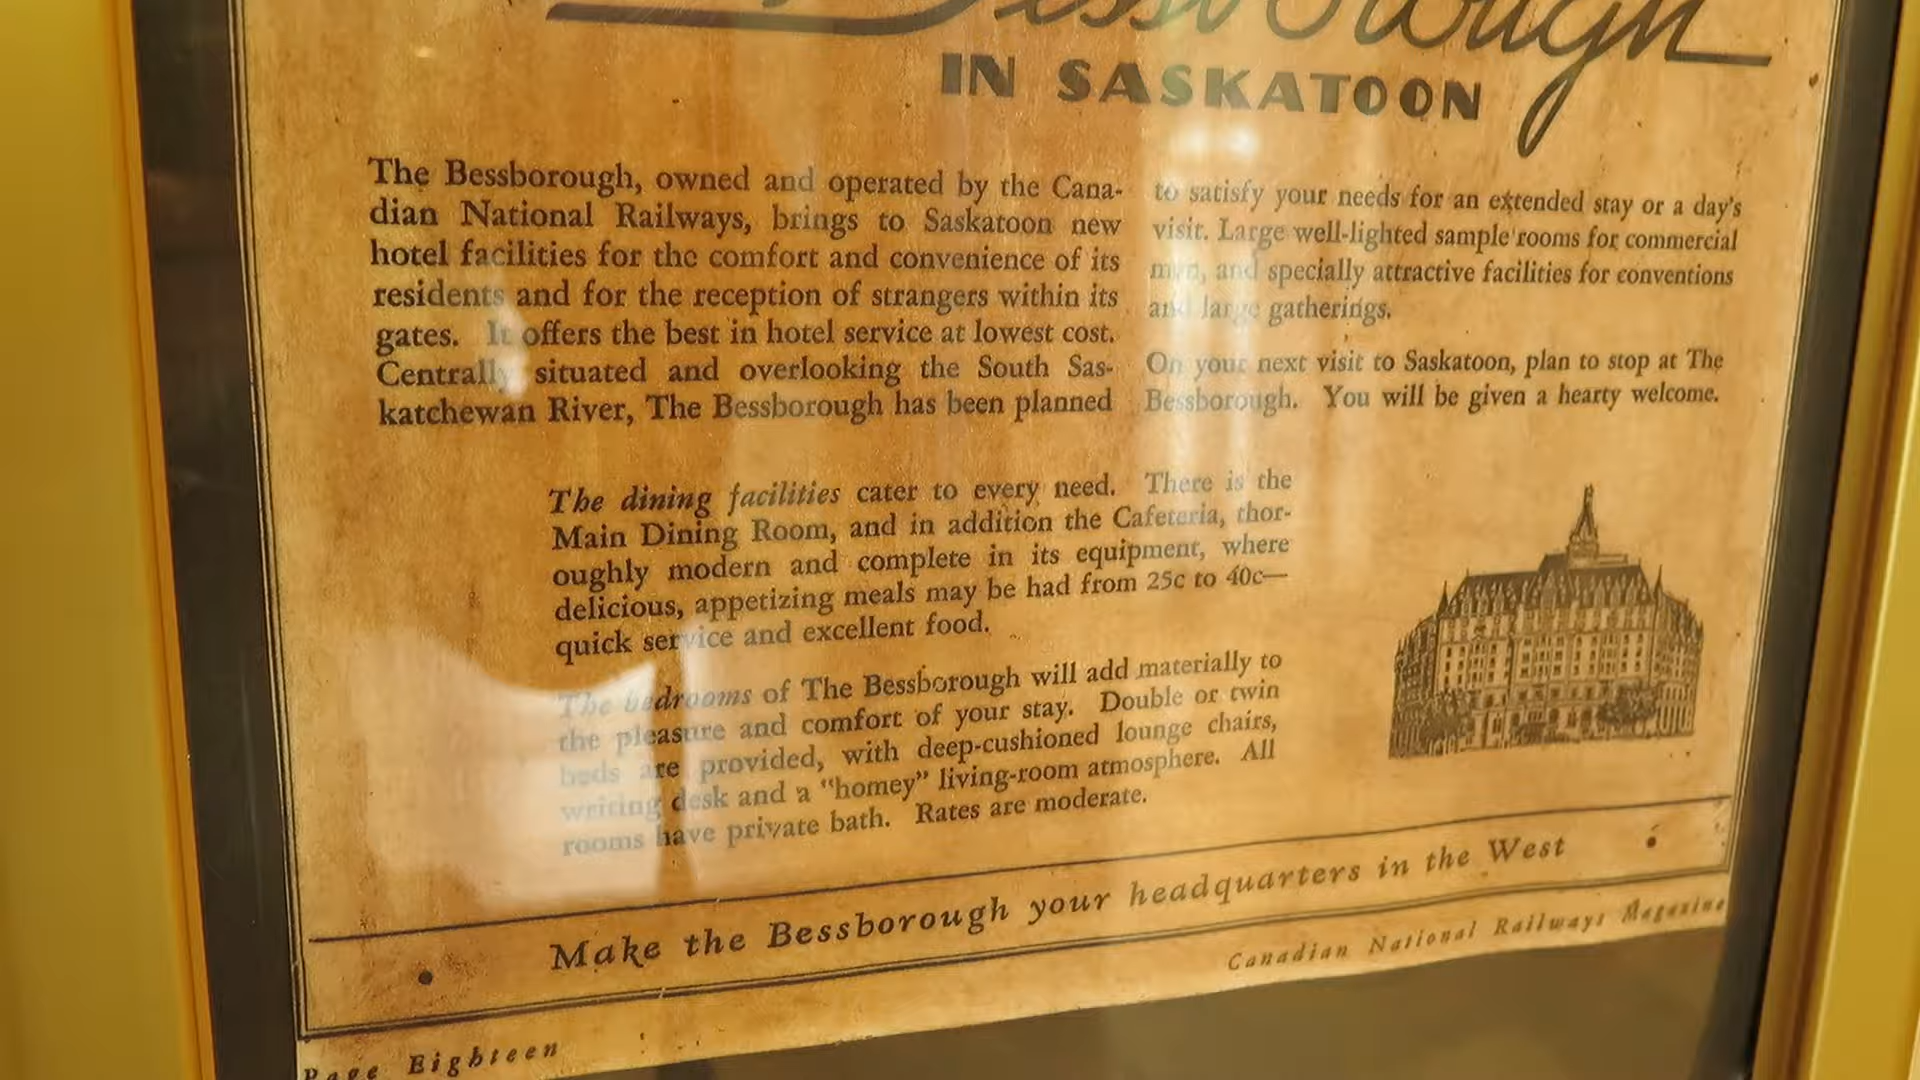 Bessborough
IN SASKATOON
The Bessborough, owned and operated by the Cana-
dian National Railways, brings to Saskatoon new
hotel facilities for the comfort and convenience of its
residents and for the reception of strangers within its
gates. It offers the best in hotel service at lowest cost.
Centrally situated and overlooking the South Sas-
katchewan River, The Bessborough has been planned
to satisfy your needs for an extended stay or a day's
visit. Large well-lighted sample rooms for commercial
men, and specially attractive facilities for conventions
and large gatherings.
On your next visit to Saskatoon, plan to stop at The
Bessborough. You will be given a hearty welcome.
The dining facilities cater to every need. There is the
Main Dining Room, and in addition the Cafeteria, thor-
oughly modern and complete in its equipment, where
delicious, appetizing meals may be had from 25c to 40c—
quick service and excellent food.
The bedrooms of The Bessborough will add materially to
the pleasure and comfort of your stay. Double or twin
beds are provided, with deep-cushioned lounge chairs,
writing desk and a "homey" living-room atmosphere. All
rooms have private bath. Rates are moderate.
Make the Bessborough your headquarters in the West
Canadian National Railways Magazine
Page Eighteen